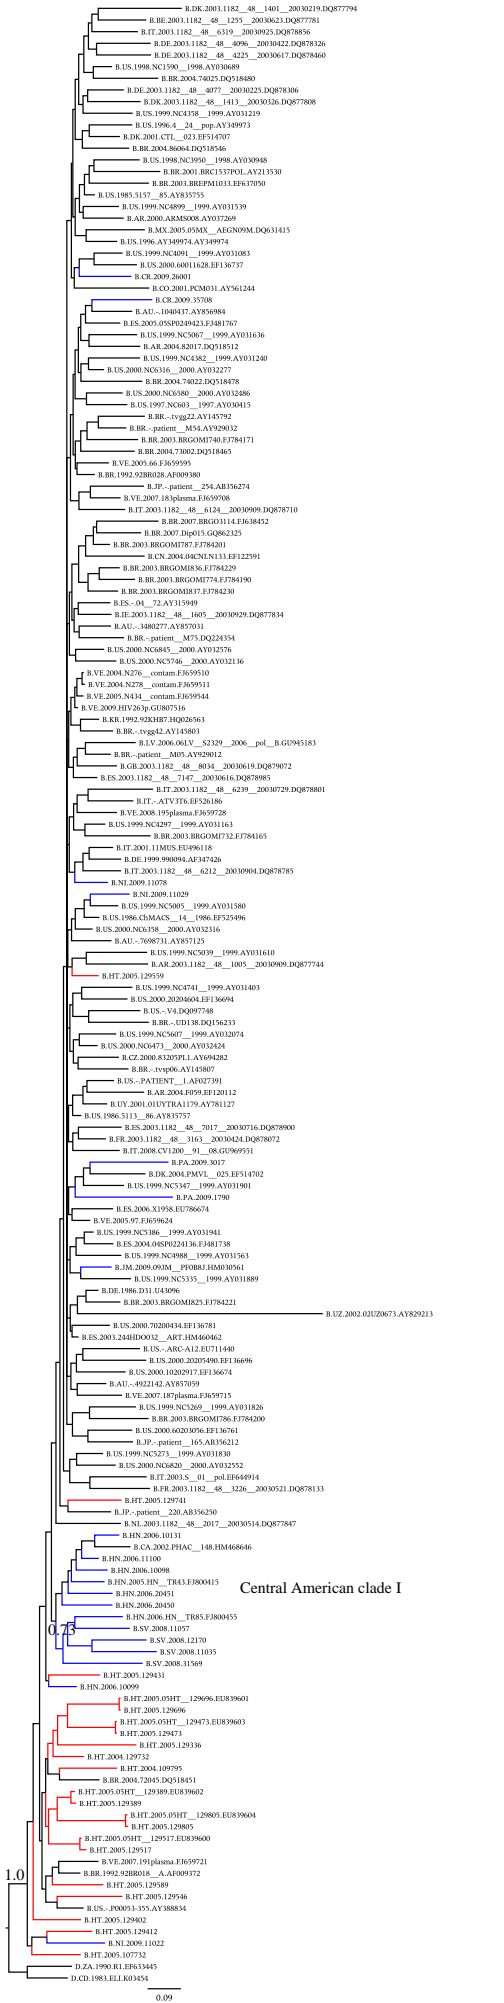 B.DK.2003.1182__48__1401__20030219.DQ877794
B.BE.2003.1182__48__1255__20030623.DQ877781
B.IT.2003.1182__48__6319__20030925.DQ878856
B.DE.2003.1182__48__4096__20030422.DQ878326
B.DE.2003.1182__48__4225__20030617.DQ878460
B.US.1998.NC1590__1998.AY030689
B.BR.2004.74025.DQ518480
B.DE.2003.1182__48__4077__20030225.DQ878306
B.DK.2003.1182__48__1413__20030326.DQ877808
B.US.1999.NC4358__1999.AY031219
B.US.1996.4__24__pop.AY349973
B.DK.2001.CTL__023.EF514707
B.BR.2004.86064.DQ518546
B.US.1998.NC3950__1998.AY030948
B.BR.2001.BRC1537POL.AY213530
B.BR.2003.BREPM1033.EF637050
B.US.1985.5157__85.AY835755
B.US.1999.NC4899__1999.AY031539
B.AR.2000.ARMS008.AY037269
B.MX.2005.05MX__AEGN09M.DQ631415
B.US.1996.AY349974.AY349974
B.US.1999.NC4091__1999.AY031083
B.US.2000.60011628.EF136737
B.CR.2009.26001
B.CO.2001.PCM031.AY561244
B.CR.2009.35708
B.AU.-.1040437.AY856984
B.ES.2005.05SP0249423.FJ481767
B.US.1999.NC5067__1999.AY031636
B.AR.2004.82017.DQ518512
B.US.1999.NC4382__1999.AY031240
B.US.2000.NC6316__2000.AY032277
B.BR.2004.74022.DQ518478
B.US.2000.NC6580__2000.AY032486
B.US.1997.NC603__1997.AY030415
B.BR.-.tvgg22.AY145792
B.BR.-.patient__M54.AY929032
B.BR.2003.BRGOMI740.FJ784171
B.BR.2004.73002.DQ518465
B.VE.2005.66.FJ659595
B.BR.1992.92BR028.AF009380
B.JP.-.patient__254.AB356274
B.VE.2007.183plasma.FJ659708
B.IT.2003.1182__48__6124__20030909.DQ878710
B.BR.2007.BRGO3114.FJ638452
B.BR.2007.Dip015.GQ862325
B.BR.2003.BRGOMI787.FJ784201
B.CN.2004.04CNLN133.EF122591
B.BR.2003.BRGOMI836.FJ784229
B.BR.2003.BRGOMI774.FJ784190
B.BR.2003.BRGOMI837.FJ784230
B.ES.-.04__72.AY315949
B.IE.2003.1182__48__1605__20030929.DQ877834
B.AU.-.3480277.AY857031
B.BR.-.patient__M75.DQ224354
B.US.2000.NC6845__2000.AY032576
B.US.2000.NC5746__2000.AY032136
B.VE.2004.N276__contam.FJ659510
B.VE.2004.N278__contam.FJ659511
B.VE.2005.N434__contam.FJ659544
B.VE.2009.HIV263p.GU807516
B.KR.1992.92KHB7.HQ026563
B.BR.-.tvgg42.AY145803
B.LV.2006.06LV__S2329__2006__pol__B.GU945183
B.BR.-.patient__M05.AY929012
B.GB.2003.1182__48__8034__20030619.DQ879072
B.ES.2003.1182__48__7147__20030616.DQ878985
B.IT.2003.1182__48__6239__20030729.DQ878801
B.IT.-.ATV3T6.EF526186
B.VE.2008.195plasma.FJ659728
B.US.1999.NC4297__1999.AY031163
B.BR.2003.BRGOMI732.FJ784165
B.IT.2001.11MUS.EU496118
B.DE.1999.990094.AF347426
B.IT.2003.1182__48__6212__20030904.DQ878785
B.NI.2009.11078
B.NI.2009.11029
B.US.1999.NC5005__1999.AY031580
B.US.1986.ChMACS__14__1986.EF525496
B.US.2000.NC6358__2000.AY032316
B.AU.-.7698731.AY857125
B.US.1999.NC5039__1999.AY031610
B.AR.2003.1182__48__1005__20030909.DQ877744
B.HT.2005.129559
B.US.1999.NC4741__1999.AY031403
B.US.2000.20204604.EF136694
B.US.-.V4.DQ097748
B.BR.-.UD138.DQ156233
B.US.1999.NC5607__1999.AY032074
B.US.2000.NC6473__2000.AY032424
B.CZ.2000.83205PL1.AY694282
B.BR.-.tvsp06.AY145807
B.US.-.PATIENT__1.AF027391
B.AR.2004.F059.EF120112
B.UY.2001.01UYTRA1179.AY781127
B.US.1986.5113__86.AY835757
B.ES.2003.1182__48__7017__20030716.DQ878900
B.FR.2003.1182__48__3163__20030424.DQ878072
B.IT.2008.CV1200__91__08.GU969551
B.PA.2009.3017
B.DK.2004.PMVL__025.EF514702
B.US.1999.NC5347__1999.AY031901
B.PA.2009.1790
B.ES.2006.X1958.EU786674
B.VE.2005.97.FJ659624
B.US.1999.NC5386__1999.AY031941
B.ES.2004.04SP0224136.FJ481738
B.US.1999.NC4988__1999.AY031563
B.JM.2009.09JM__PF0B8J.HM030561
B.US.1999.NC5335__1999.AY031889
B.DE.1986.D31.U43096
B.BR.2003.BRGOMI825.FJ784221
B.UZ.2002.02UZ0673.AY829213
B.US.2000.70200434.EF136781
B.ES.2003.244HDO032__ART.HM460462
B.US.-.ARC-A12.EU711440
B.US.2000.20205490.EF136696
B.US.2000.10202917.EF136674
B.AU.-.4922142.AY857059
B.VE.2007.187plasma.FJ659715
B.US.1999.NC5269__1999.AY031826
B.BR.2003.BRGOMI786.FJ784200
B.US.2000.60203056.EF136761
B.JP.-.patient__165.AB356212
B.US.1999.NC5273__1999.AY031830
B.US.2000.NC6820__2000.AY032552
B.IT.2003.S__01__pol.EF644914
B.FR.2003.1182__48__3226__20030521.DQ878133
B.HT.2005.129741
B.JP.-.patient__220.AB356250
B.NL.2003.1182__48__2017__20030514.DQ877847
B.HN.2006.10131
B.CA.2002.PHAC__148.HM468646
B.HN.2006.11100
B.HN.2006.10098
B.HN.2005.HN__TR43.FJ800415
Central American clade I
B.HN.2006.20451
B.HN.2006.20450
B.HN.2006.HN__TR85.FJ800455
B.SV.2008.11057
0.73
B.SV.2008.12170
B.SV.2008.11035
B.SV.2008.31569
B.HT.2005.129431
B.HN.2006.10099
B.HT.2005.05HT__129696.EU839601
B.HT.2005.129696
B.HT.2005.05HT__129473.EU839603
B.HT.2005.129473
B.HT.2005.129336
B.HT.2004.129732
B.HT.2004.109795
B.BR.2004.72045.DQ518451
B.HT.2005.05HT__129389.EU839602
B.HT.2005.129389
B.HT.2005.05HT__129805.EU839604
B.HT.2005.129805
B.HT.2005.05HT__129517.EU839600
B.HT.2005.129517
B.VE.2007.191plasma.FJ659721
B.BR.1992.92BR018__A.AF009372
1.0
B.HT.2005.129589
B.HT.2005.129546
B.US.-.P00053-355.AY388834
B.HT.2005.129402
B.HT.2005.129412
B.NI.2009.11022
B.HT.2005.107732
D.ZA.1990.R1.EF633445
D.CD.1983.ELI.K03454
0.09